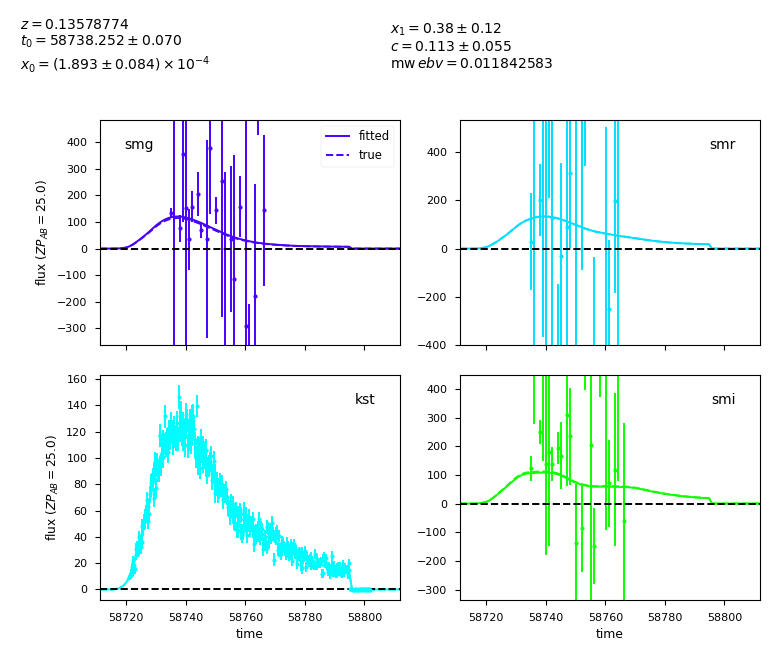 z = 0.13578774
t₀ = 58738.252 ± 0.070
x₀ = (1.893 ± 0.084) × 10⁻⁴
x₁ = 0.38 ± 0.12
c = 0.113 ± 0.055
mw ebv = 0.011842583
smg
fitted
true
400
300
200
100
0
−100
−200
−300
flux (ZP_AB = 25.0)
smr
400
200
0
−200
−400
kst
160
140
120
100
80
60
40
20
0
flux (ZP_AB = 25.0)
58720 58740 58760 58780 58800
time
smi
400
300
200
100
0
−100
−200
−300
58720 58740 58760 58780 58800
time